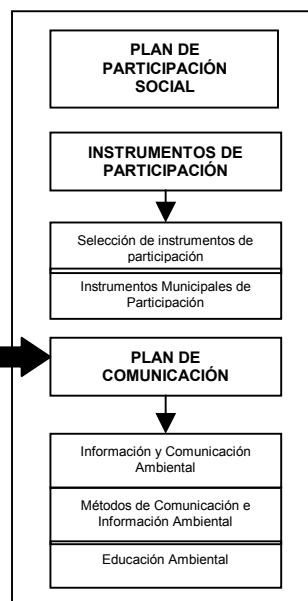 PLAN DE
PARTICIPACIÓN
SOCIAL
INSTRUMENTOS DE
PARTICIPACIÓN
Selección de instrumentos de
participación
Instrumentos Municipales de
Participación
PLAN DE
COMUNICACIÓN
Información y Comunicación
Ambiental
Métodos de Comunicación e
Información Ambiental
Educación Ambiental